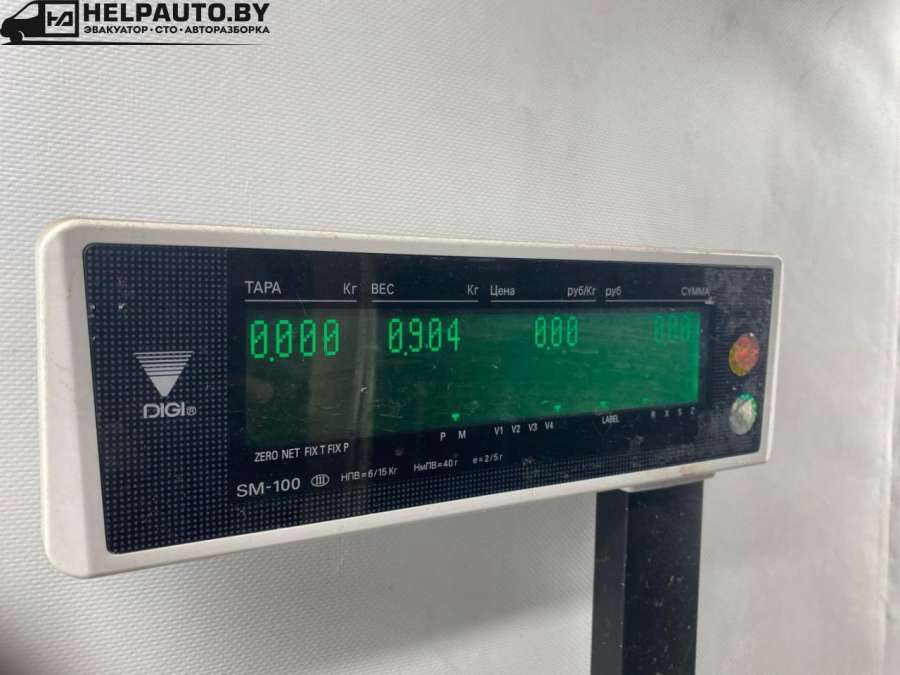 HELPAUTO.BY
ЭВАКУАТОР · СТО · АВТОРАЗБОРКА
ТАРА Кг ВЕС Кг Цена руб/Кг руб СУММА
0.000 0.904 0.00 0.00
DIGI®
P M V1 V2 V3 V4 LABEL R X S Z
ZERO NET FIX T FIX P
SM-100 III НПВ=6/15 Кг НмПВ=40 г e=2/5 г